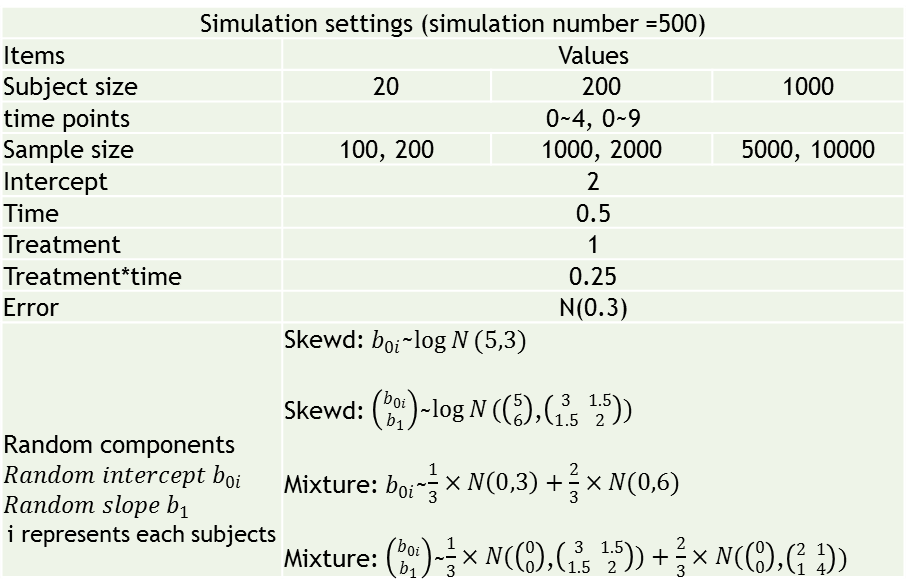 Simulation settings (simulation number =500)
Items Values
Subject size 20 200 1000
time points 0~4, 0~9
Sample size 100, 200 1000, 2000 5000, 10000
Intercept 2
Time 0.5
Treatment 1
Treatment*time 0.25
Error N(0.3)
Random components
Random intercept b₀ᵢ
Random slope b₁
i represents each subjects
Skewd: b₀ᵢ~log N (5,3)
Skewd: (b₀ᵢ b₁)~log N ((5 6),(3 1.5 1.5 2))
Mixture: b₀ᵢ~1/3 × N(0,3) + 2/3 × N(0,6)
Mixture: (b₀ᵢ b₁)~1/3 × N((0 0),(3 1.5 1.5 2)) + 2/3 × N((0 0),(2 1 1 4))